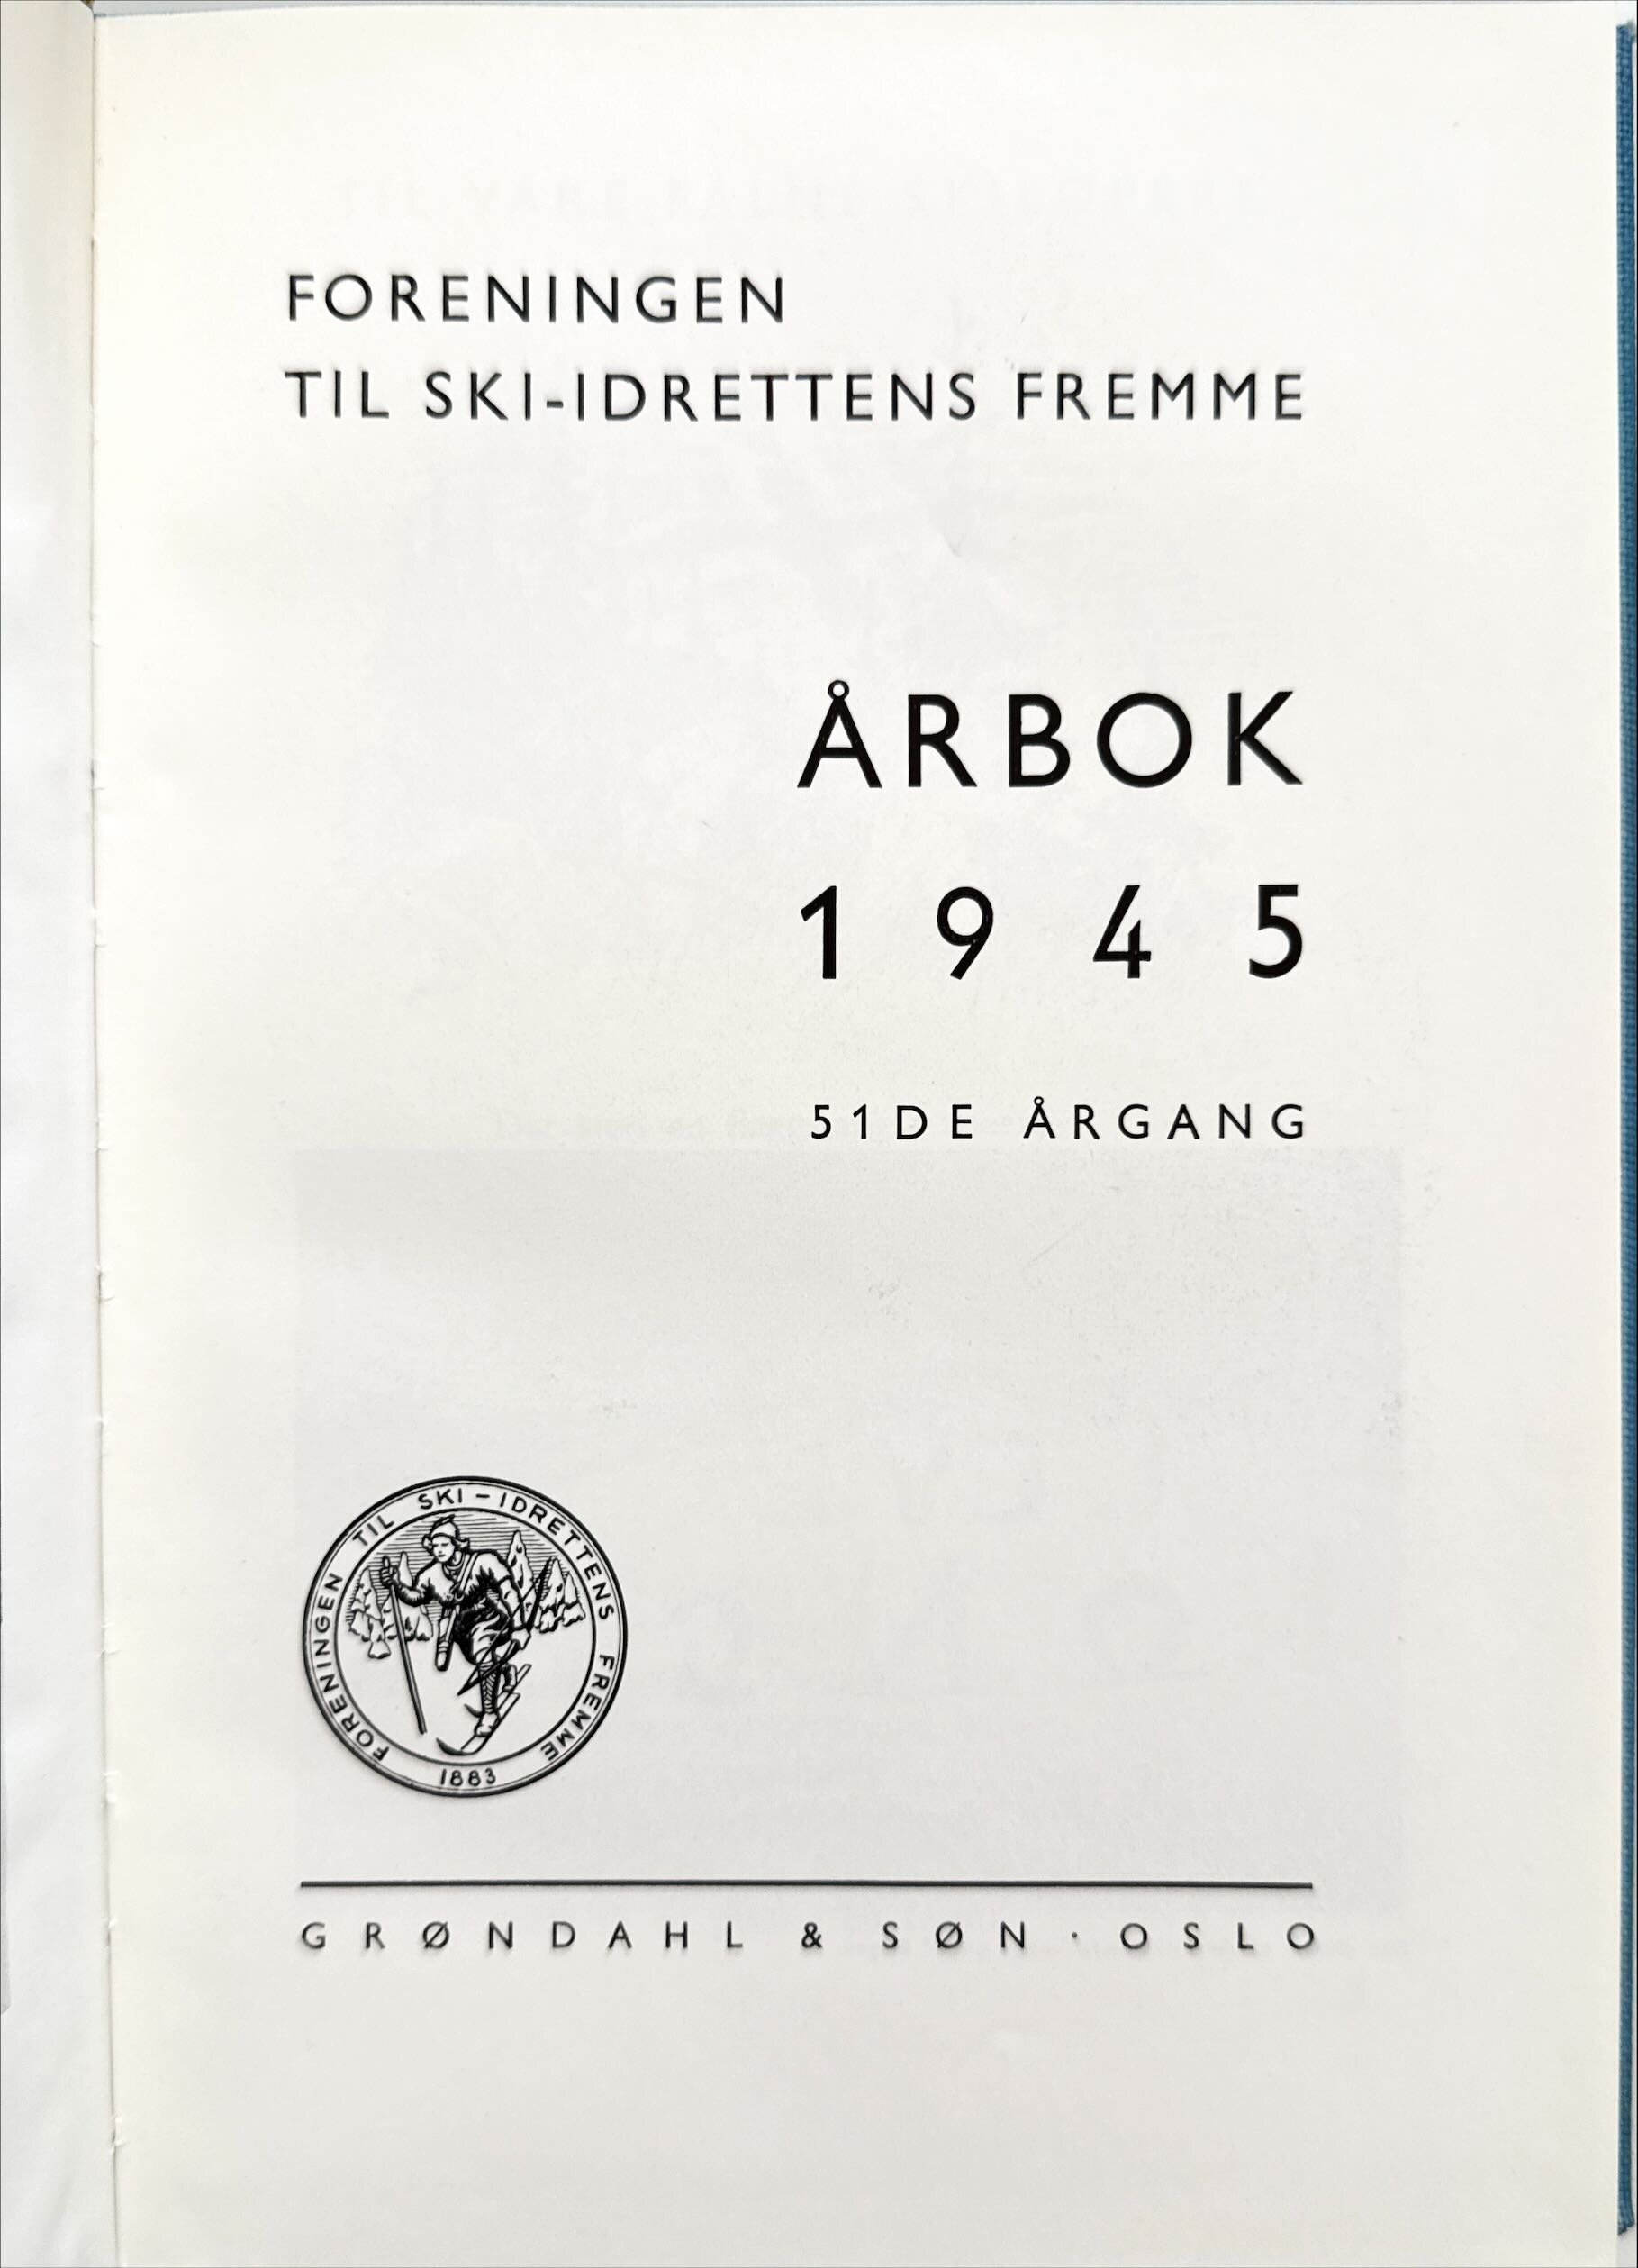 FORENINGEN
TIL SKI-IDRETTENS FREMME
ÅRBOK
1945
51DE ÅRGANG
FORENINGEN TIL SKI-IDRETTENS FREMME
1883
GRØNDAHL & SØN · OSLO